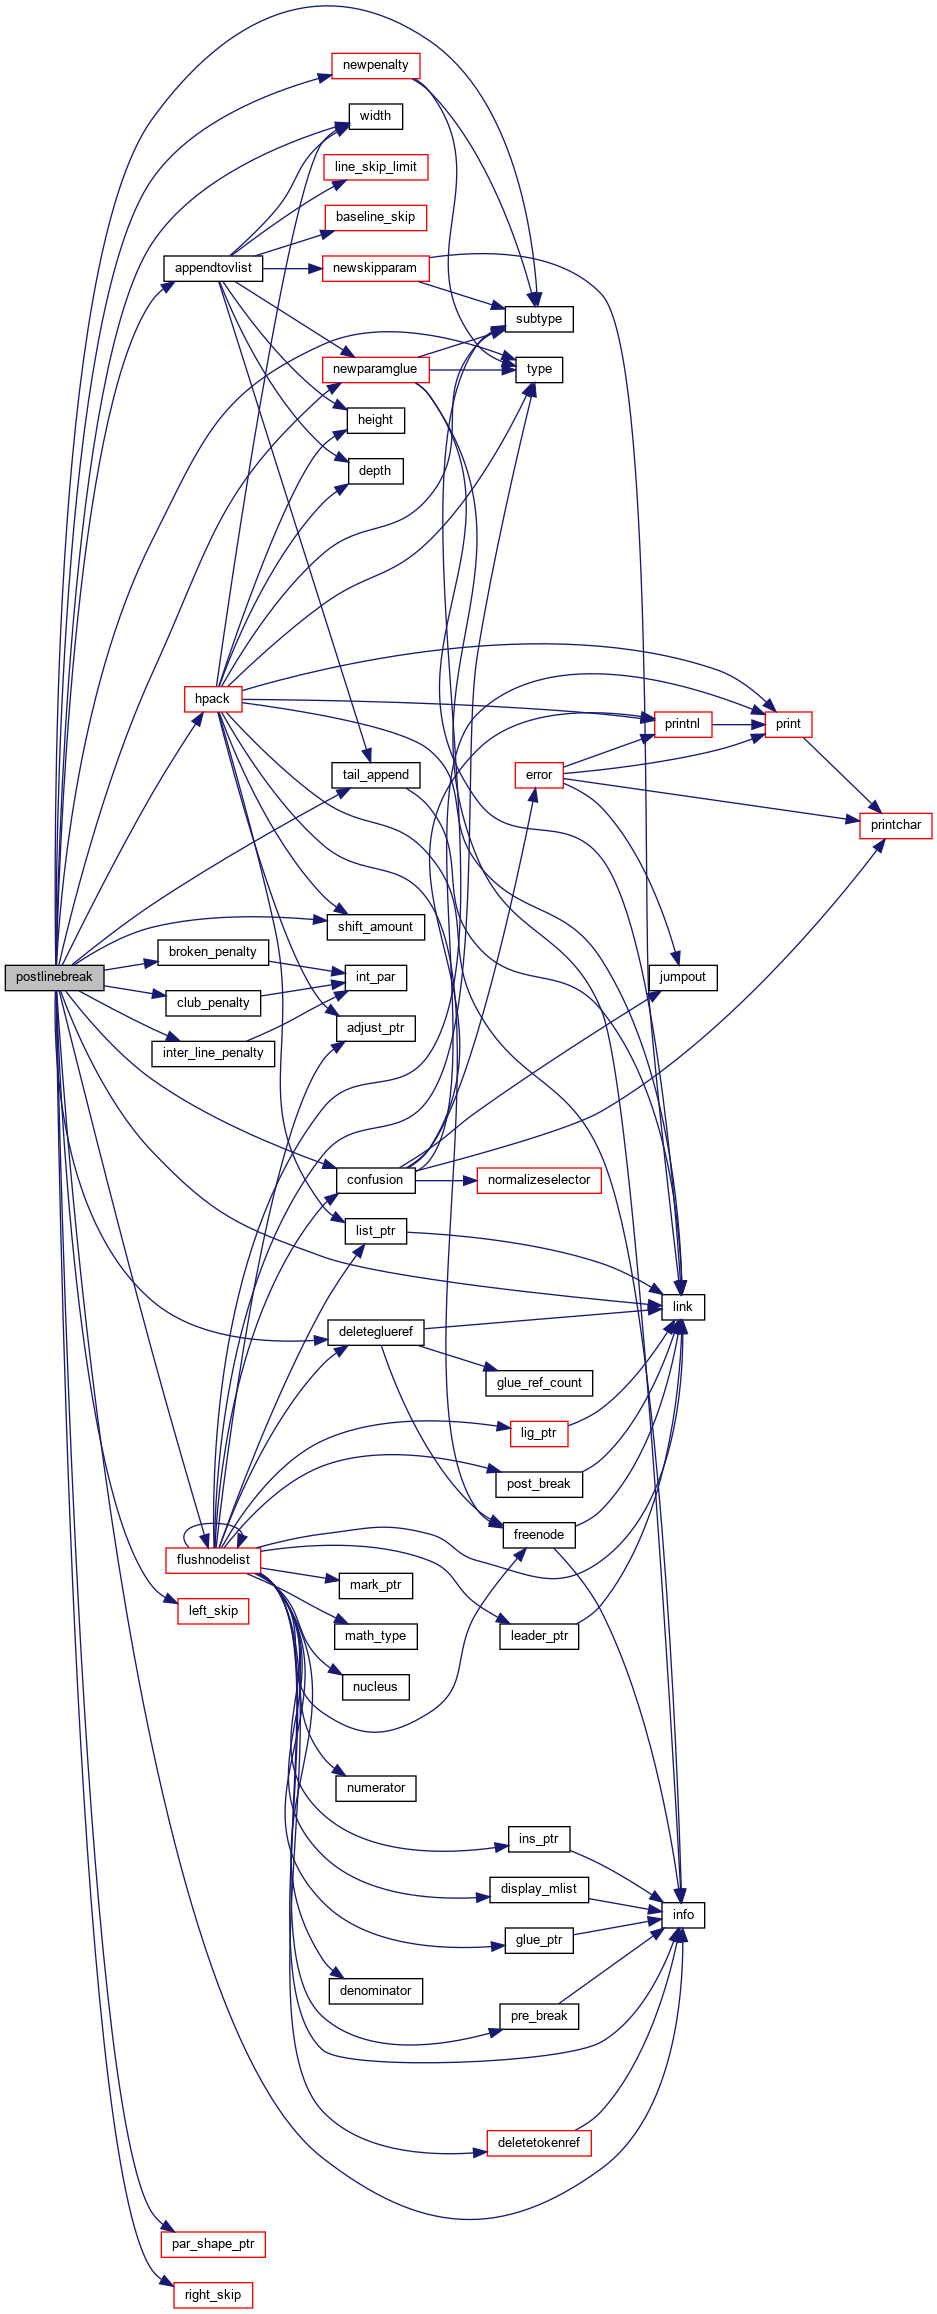 newpenalty
width
line_skip_limit
baseline_skip
appendtovlist
newskipparam
subtype
newparamglue
type
height
depth
hpack
printnl
print
tail_append
error
printchar
shift_amount
broken_penalty
postlinebreak
int_par
jumpout
club_penalty
adjust_ptr
inter_line_penalty
confusion
normalizeselector
list_ptr
link
deleteglueref
glue_ref_count
lig_ptr
post_break
freenode
flushnodelist
mark_ptr
left_skip
math_type
leader_ptr
nucleus
numerator
ins_ptr
display_mlist
info
glue_ptr
denominator
pre_break
deletetokenref
par_shape_ptr
right_skip